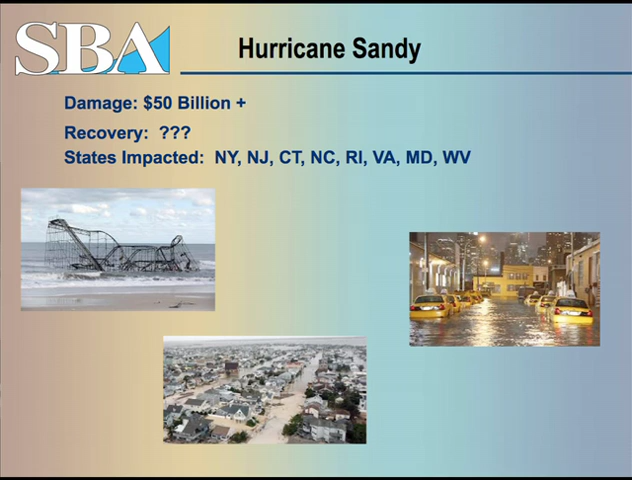 SBA
Hurricane Sandy
Damage: $50 Billion +
Recovery: ???
States Impacted: NY, NJ, CT, NC, RI, VA, MD, WV